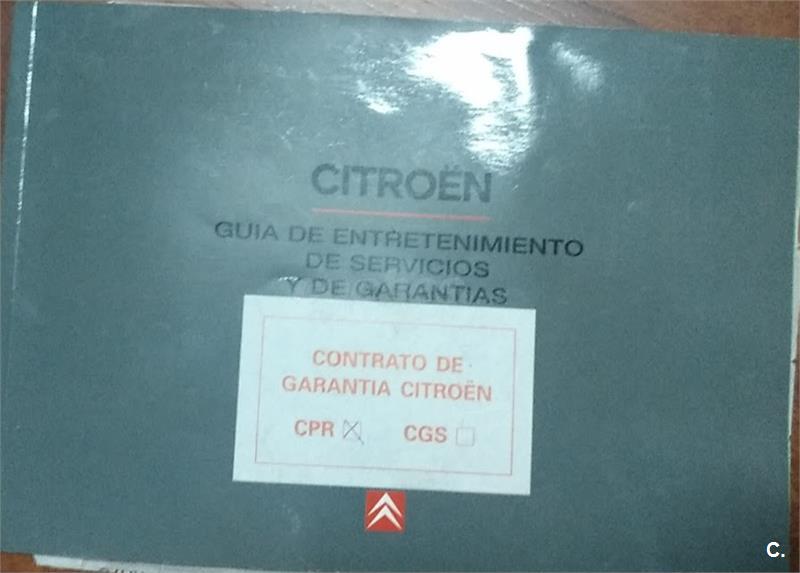 CITROËN
GUIA DE ENTRETENIMIENTO
DE SERVICIOS
Y DE GARANTIAS
CONTRATO DE
GARANTIA CITROËN
CPR CGS
C.